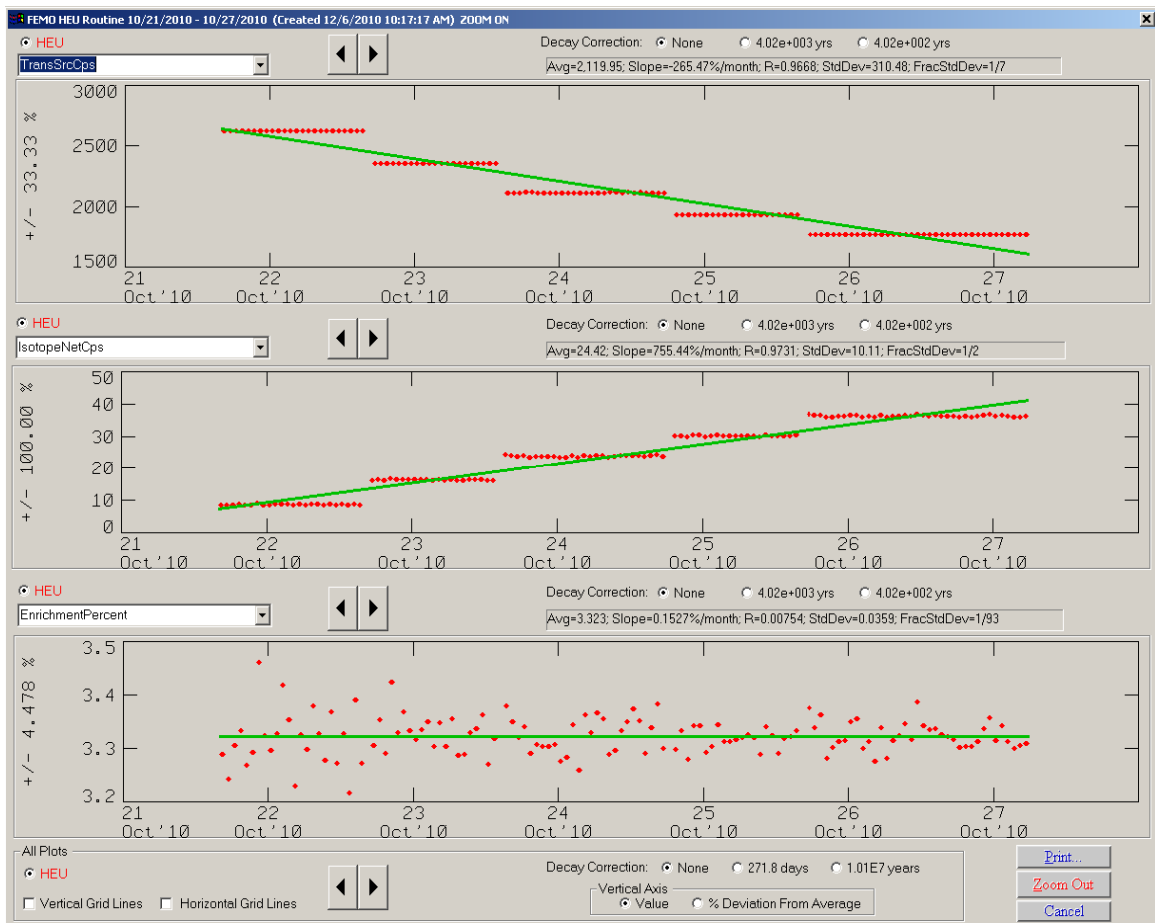 FEMO HEU Routine 10/21/2010 - 10/27/2010 (Created 12/6/2010 10:17:17 AM) ZOOM ON
HEU
TransSrcCps
Decay Correction: None 4.02e+003 yrs 4.02e+002 yrs
Avg=2,119.95; Slope=-265.47%/month; R=0.9668; StdDev=310.48; FracStdDev=1/7
+/- 33.33 %
3000
2500
2000
1500
21 22 23 24 25 26 27
Oct'10 Oct'10 Oct'10 Oct'10 Oct'10 Oct'10 Oct'10
HEU
IsotopeNetCps
Decay Correction: None 4.02e+003 yrs 4.02e+002 yrs
Avg=24.42; Slope=755.44%/month; R=0.9731; StdDev=10.11; FracStdDev=1/2
+/- 100.00 %
50
40
30
20
10
0
21 22 23 24 25 26 27
Oct'10 Oct'10 Oct'10 Oct'10 Oct'10 Oct'10 Oct'10
HEU
EnrichmentPercent
Decay Correction: None 4.02e+003 yrs 4.02e+002 yrs
Avg=3.323; Slope=0.1527%/month; R=0.00754; StdDev=0.0359; FracStdDev=1/93
+/- 4.478 %
3.5
3.4
3.3
3.2
21 22 23 24 25 26 27
Oct'10 Oct'10 Oct'10 Oct'10 Oct'10 Oct'10 Oct'10
All Plots
HEU
Vertical Grid Lines Horizontal Grid Lines
Decay Correction: None 271.8 days 1.01E7 years
Vertical Axis
Value % Deviation From Average
Print...
Zoom Out
Cancel